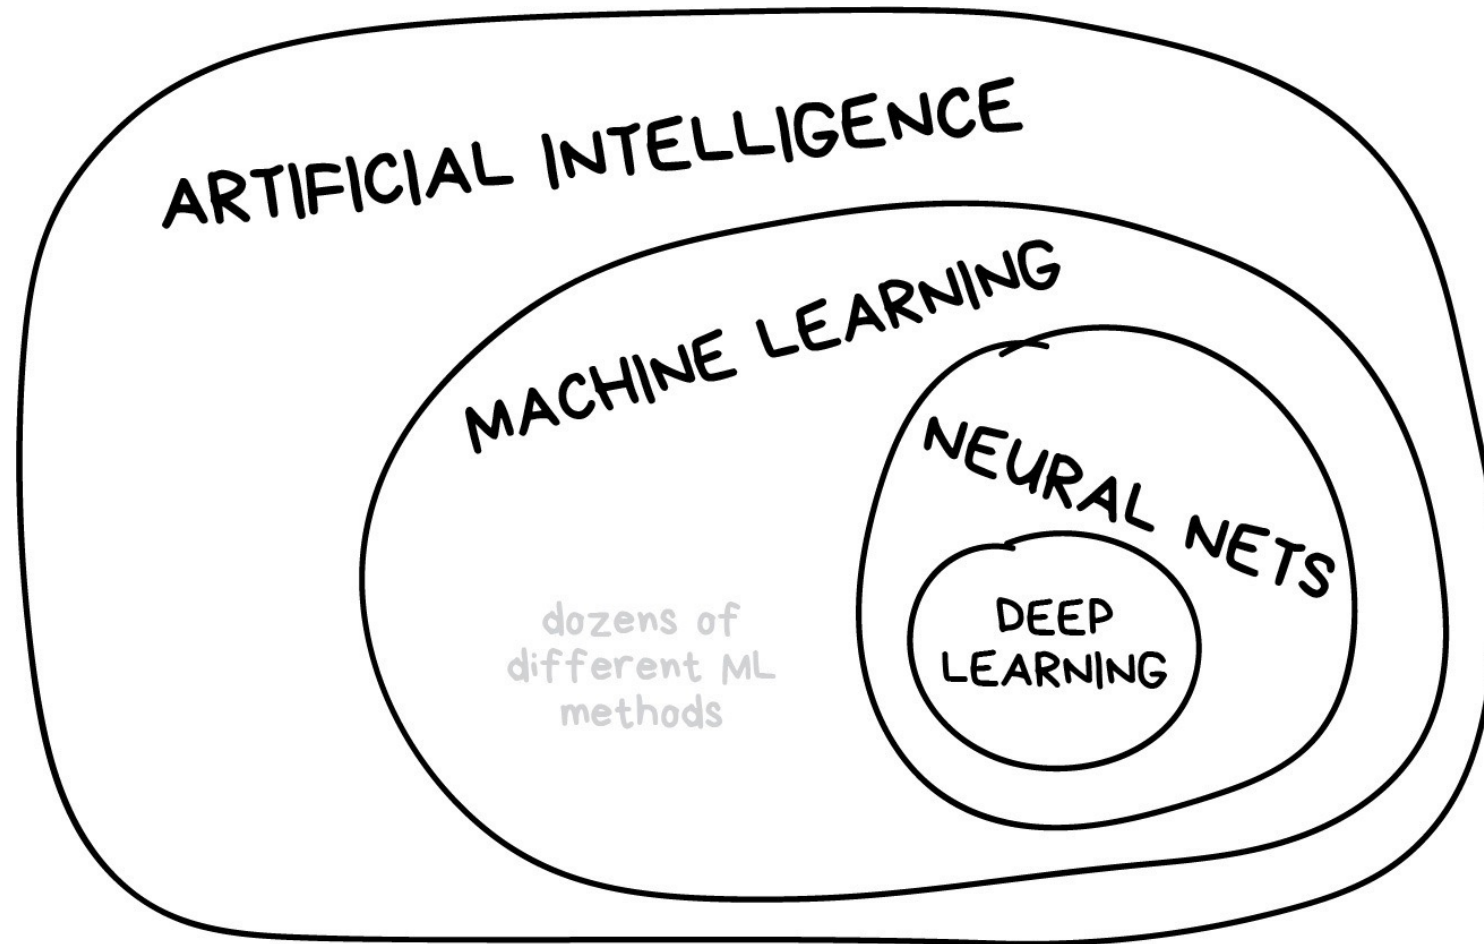 ARTIFICIAL INTELLIGENCE
MACHINE LEARNING
NEURAL NETS
DEEP
LEARNING
dozens of
different ML
methods